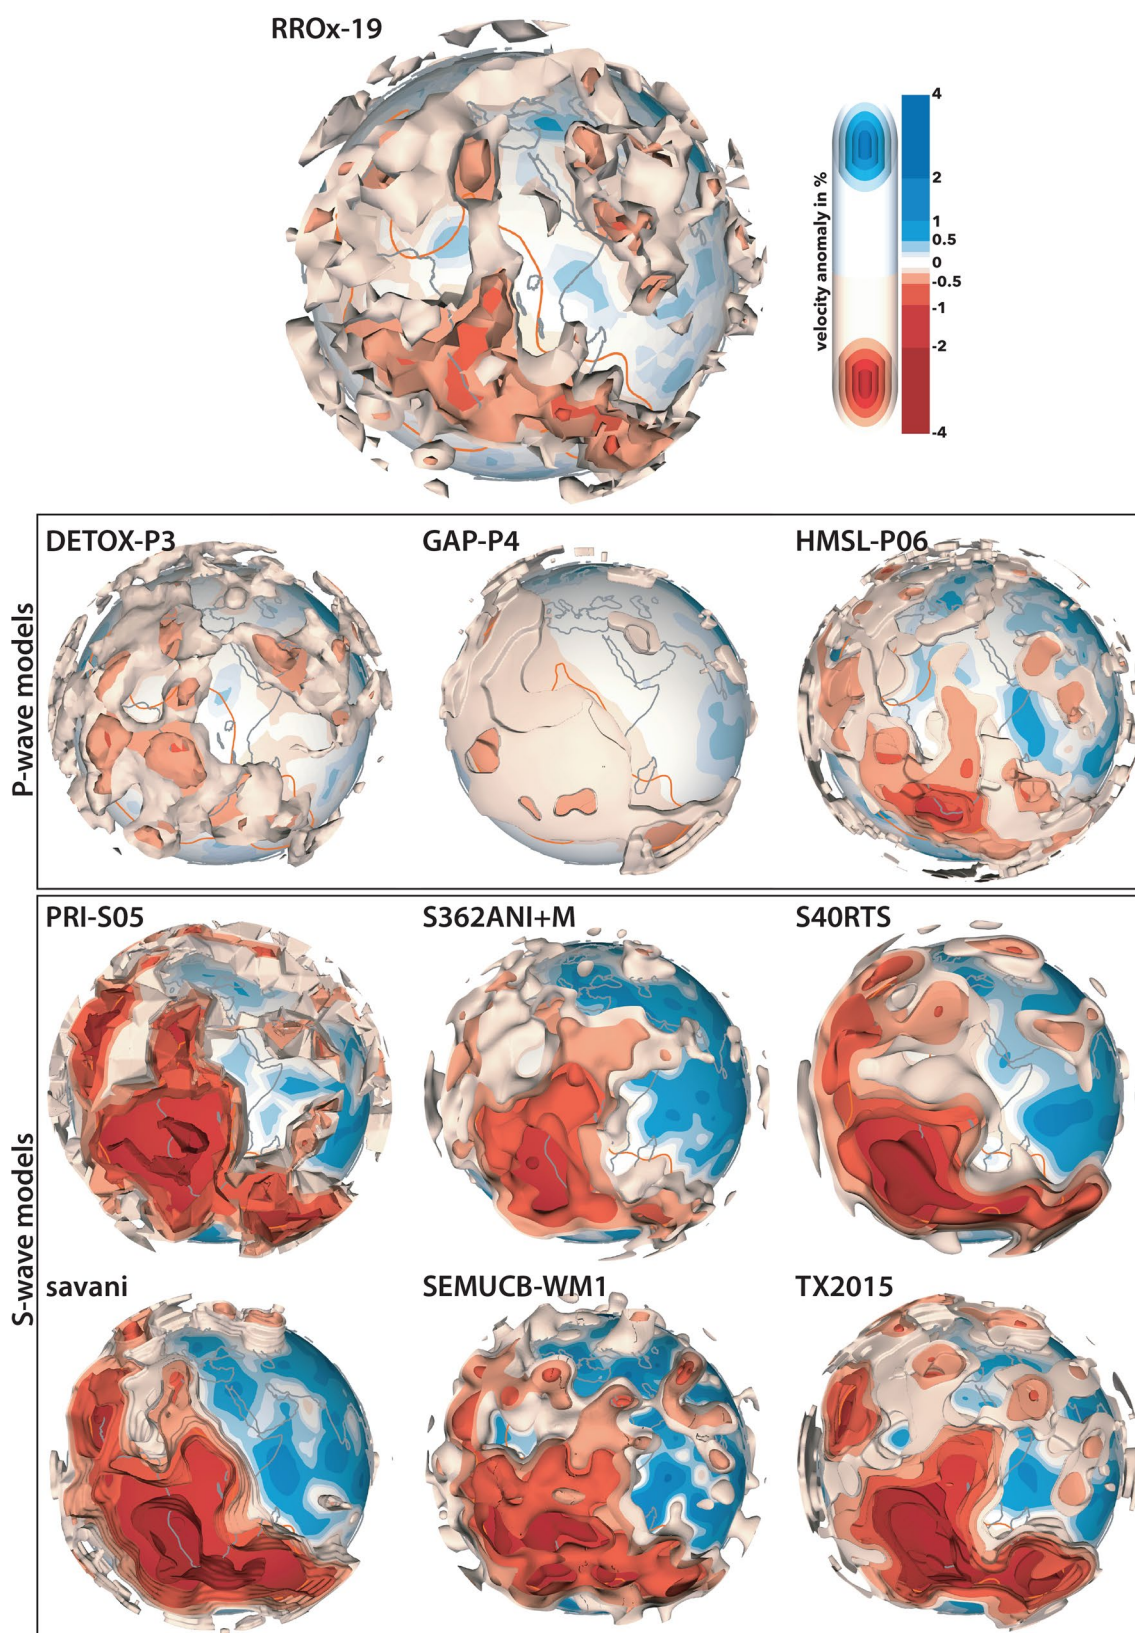 RROx-19
velocity anomaly in %
4
2
1
0.5
0
-0.5
-1
-2
-4
P-wave models
DETOX-P3
GAP-P4
HMSL-P06
S-wave models
PRI-S05
S362ANI+M
S40RTS
savani
SEMUCB-WM1
TX2015